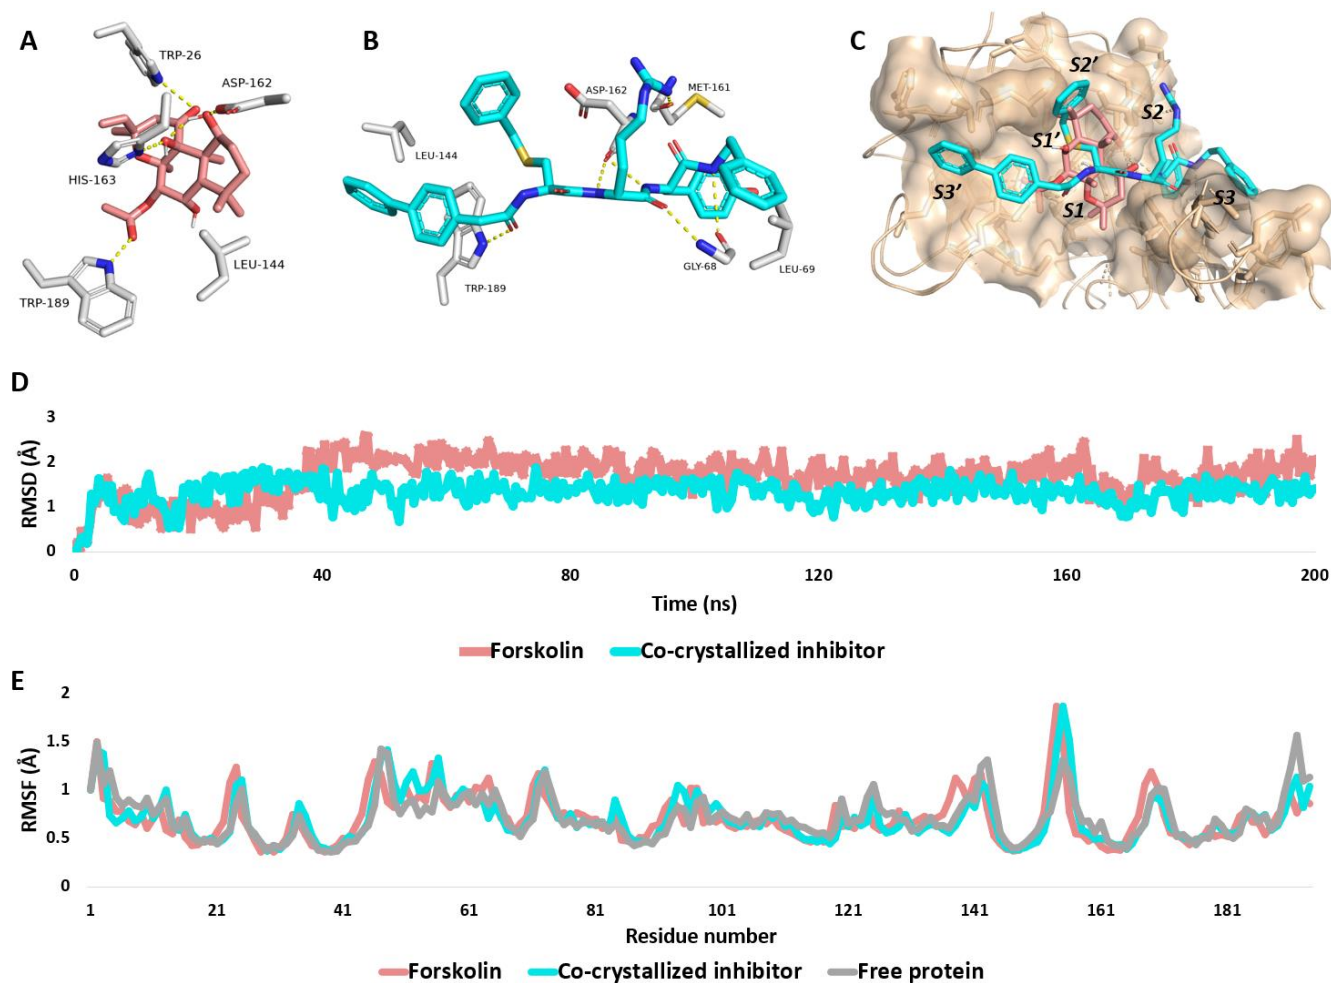 A
TRP-26
ASP-162
HIS-163
LEU-144
TRP-189
B
ASP-162
MET-161
LEU-144
TRP-189
GLY-68
LEU-69
C
S2'
S2
S1'
S3'
S1
S3
D
RMSD (Å)
3
2
1
0
0 40 80 120 160 200
Time (ns)
Forskolin Co-crystallized inhibitor
E
RMSF (Å)
2
1.5
1
0.5
0
1 21 41 61 81 101 121 141 161 181
Residue number
Forskolin Co-crystallized inhibitor Free protein